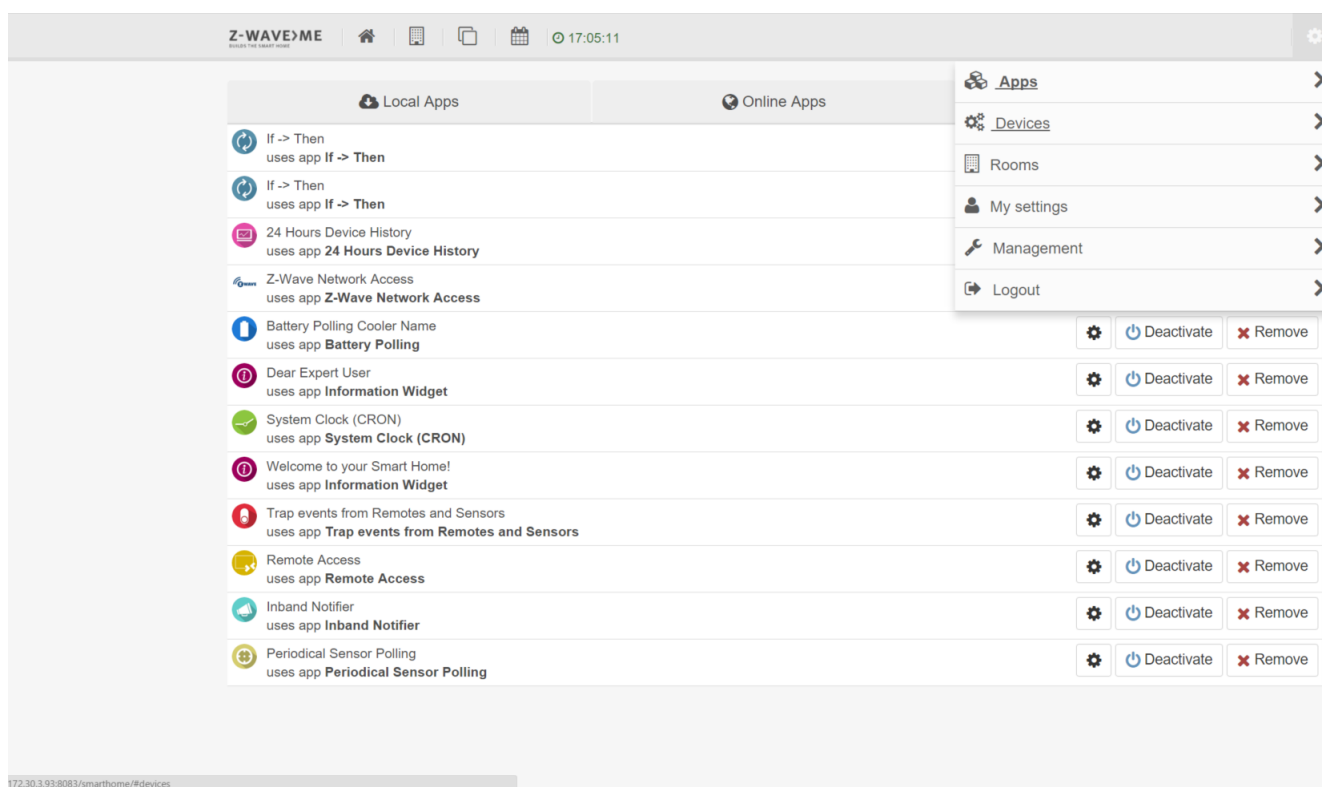 Z-WAVE>ME
BUILDS THE SMART HOME
17:05:11
Local Apps
Online Apps
Apps
Devices
Rooms
My settings
Management
Logout
If -> Then
uses app If -> Then
If -> Then
uses app If -> Then
24 Hours Device History
uses app 24 Hours Device History
Z-Wave Network Access
uses app Z-Wave Network Access
Battery Polling Cooler Name
uses app Battery Polling
Deactivate Remove
Dear Expert User
uses app Information Widget
Deactivate Remove
System Clock (CRON)
uses app System Clock (CRON)
Deactivate Remove
Welcome to your Smart Home!
uses app Information Widget
Deactivate Remove
Trap events from Remotes and Sensors
uses app Trap events from Remotes and Sensors
Deactivate Remove
Remote Access
uses app Remote Access
Deactivate Remove
Inband Notifier
uses app Inband Notifier
Deactivate Remove
Periodical Sensor Polling
uses app Periodical Sensor Polling
Deactivate Remove
172.30.3.93:8083/smarthome/#devices